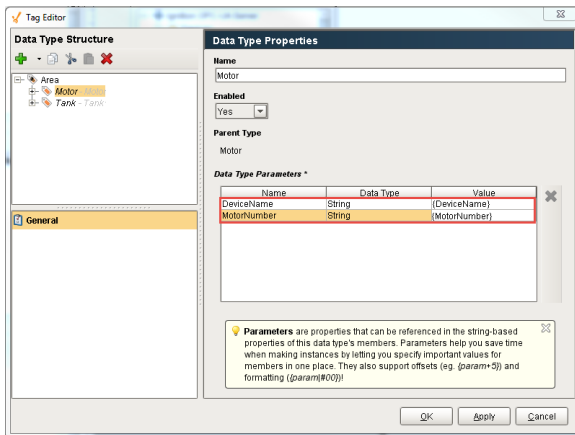 Tag Editor
Data Type Structure
Area
Motor - Motor
Tank - Tank
General
Data Type Properties
Name
Motor
Enabled
Yes
Parent Type
Motor
Data Type Parameters *
Name Data Type Value
DeviceName String {DeviceName}
MotorNumber String {MotorNumber}
Parameters are properties that can be referenced in the string-based
properties of this data type's members. Parameters help you save time
when making instances by letting you specify important values for
members in one place. They also support offsets (eg. {param+5}) and
formatting ({param|#00})!
OK Apply Cancel